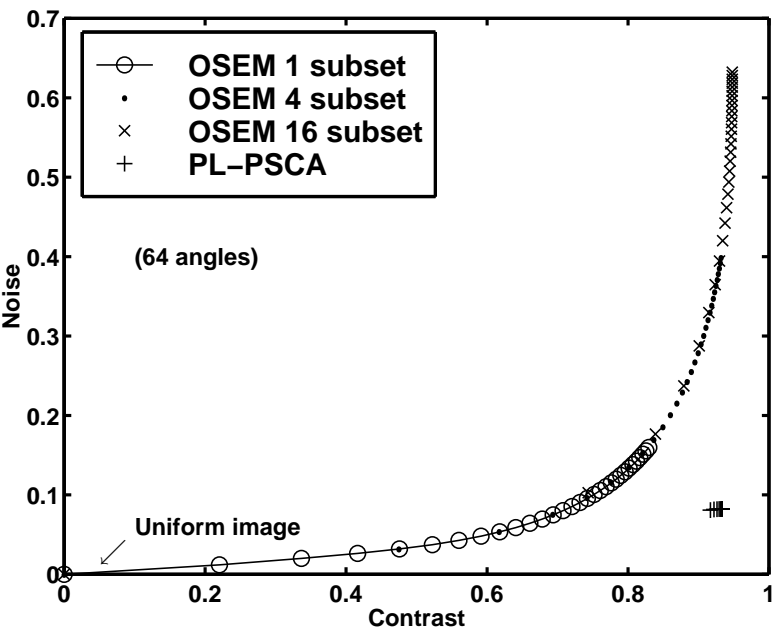 0.7
0.6
0.5
0.4
0.3
0.2
0.1
0
OSEM 1 subset
OSEM 4 subset
OSEM 16 subset
PL−PSCA
(64 angles)
Noise
Uniform image
0
0.2
0.4
0.6
0.8
1
Contrast